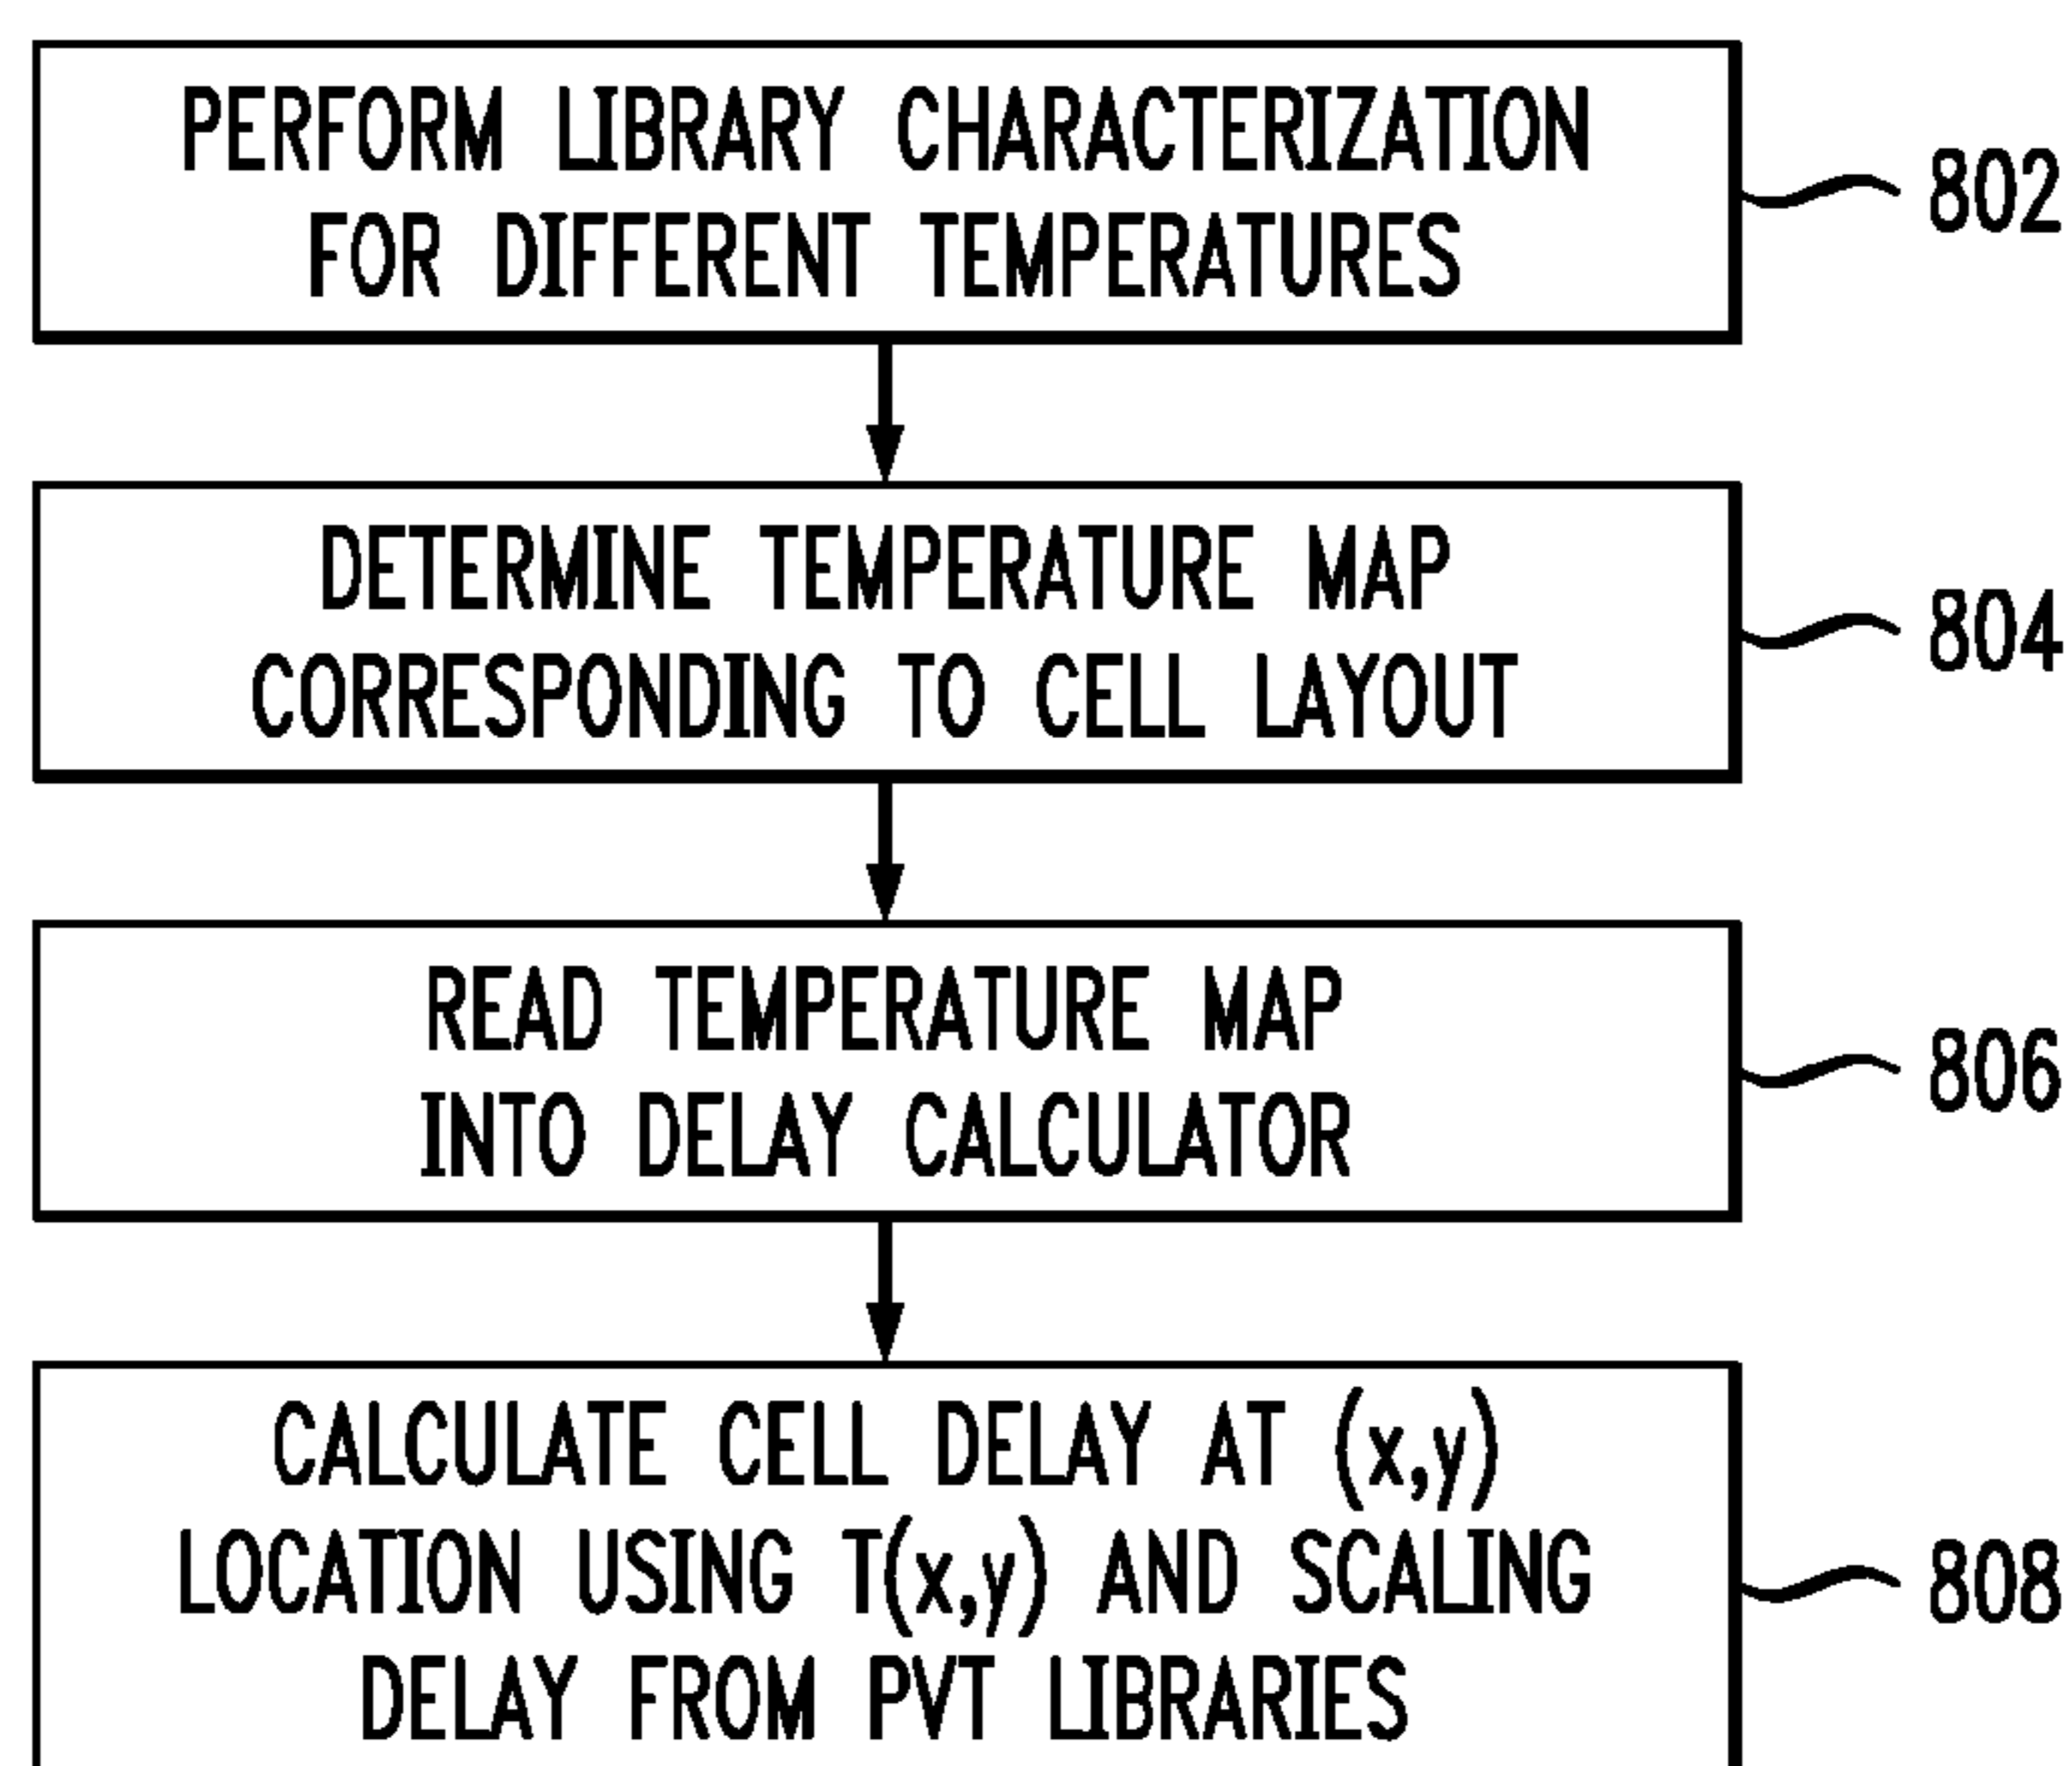 PERFORM LIBRARY CHARACTERIZATION
FOR DIFFERENT TEMPERATURES
802
DETERMINE TEMPERATURE MAP
CORRESPONDING TO CELL LAYOUT
804
READ TEMPERATURE MAP
INTO DELAY CALCULATOR
806
CALCULATE CELL DELAY AT (x,y)
LOCATION USING T(x,y) AND SCALING
DELAY FROM PVT LIBRARIES
808